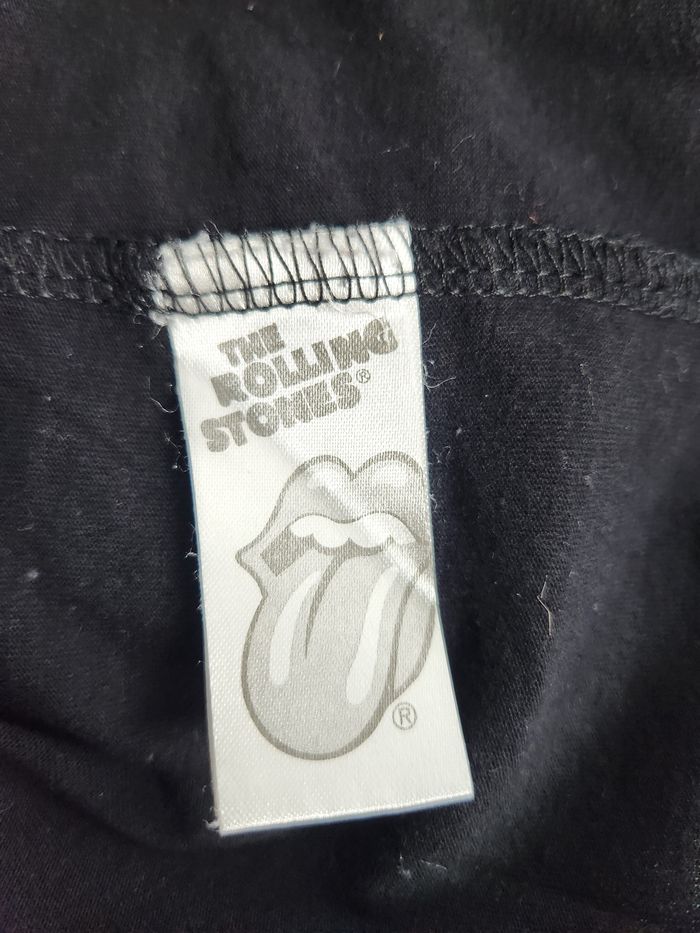 THE
ROLLING
STONES®
®